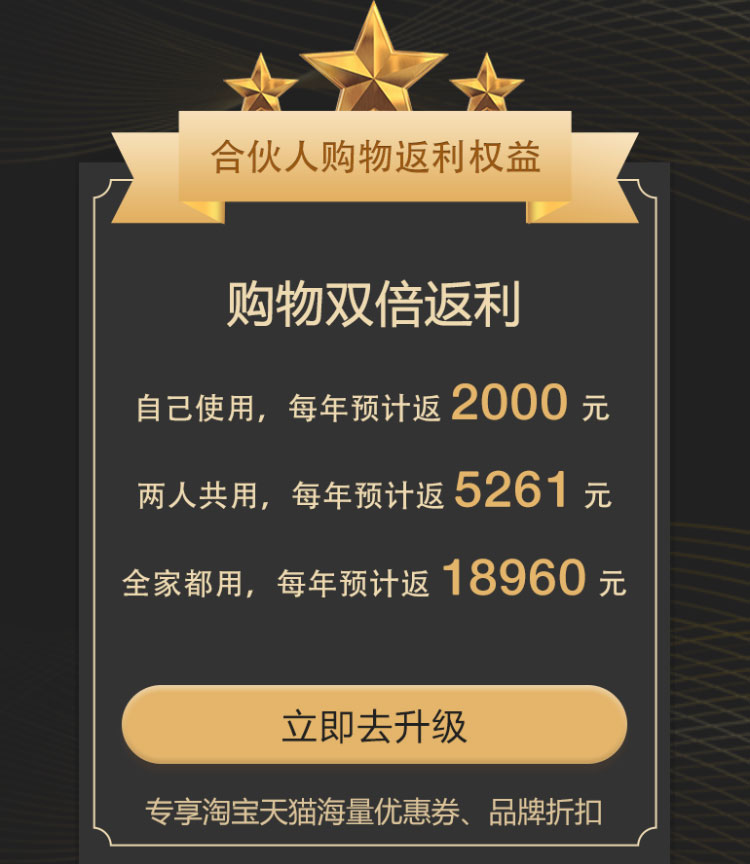 合伙人购物返利权益
购物双倍返利
自己使用，每年预计返 2000 元
两人共用，每年预计返 5261 元
全家都用，每年预计返 18960 元
立即去升级
专享淘宝天猫海量优惠券、品牌折扣